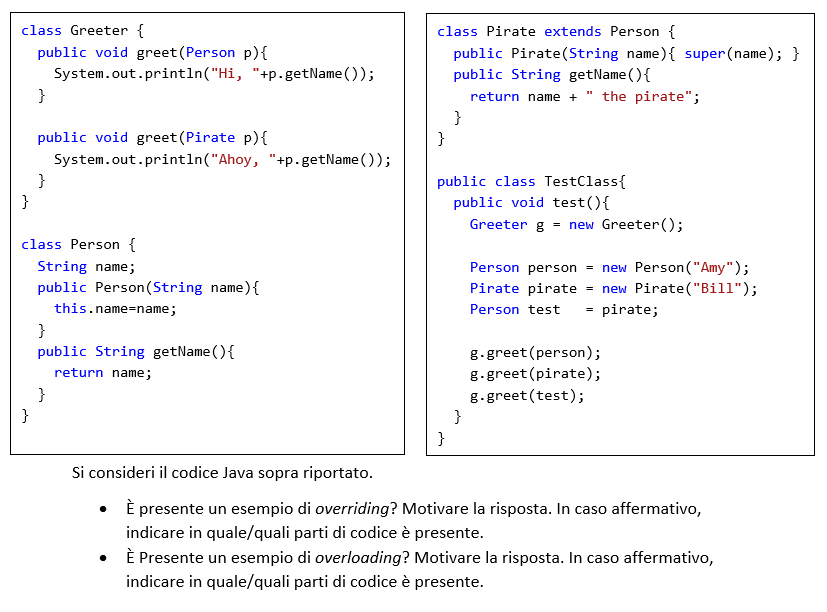 class Greeter {
  public void greet(Person p){
    System.out.println("Hi, "+p.getName());
  }

  public void greet(Pirate p){
    System.out.println("Ahoy, "+p.getName());
  }
}

class Person {
  String name;
  public Person(String name){
    this.name=name;
  }
  public String getName(){
    return name;
  }
}

class Pirate extends Person {
  public Pirate(String name){ super(name); }
  public String getName(){
    return name + " the pirate";
  }
}

public class TestClass{
  public void test(){
    Greeter g = new Greeter();

    Person person = new Person("Amy");
    Pirate pirate = new Pirate("Bill");
    Person test   = pirate;

    g.greet(person);
    g.greet(pirate);
    g.greet(test);
  }
}

Si consideri il codice Java sopra riportato.
• È presente un esempio di overriding? Motivare la risposta. In caso affermativo,
indicare in quale/quali parti di codice è presente.
• È Presente un esempio di overloading? Motivare la risposta. In caso affermativo,
indicare in quale/quali parti di codice è presente.